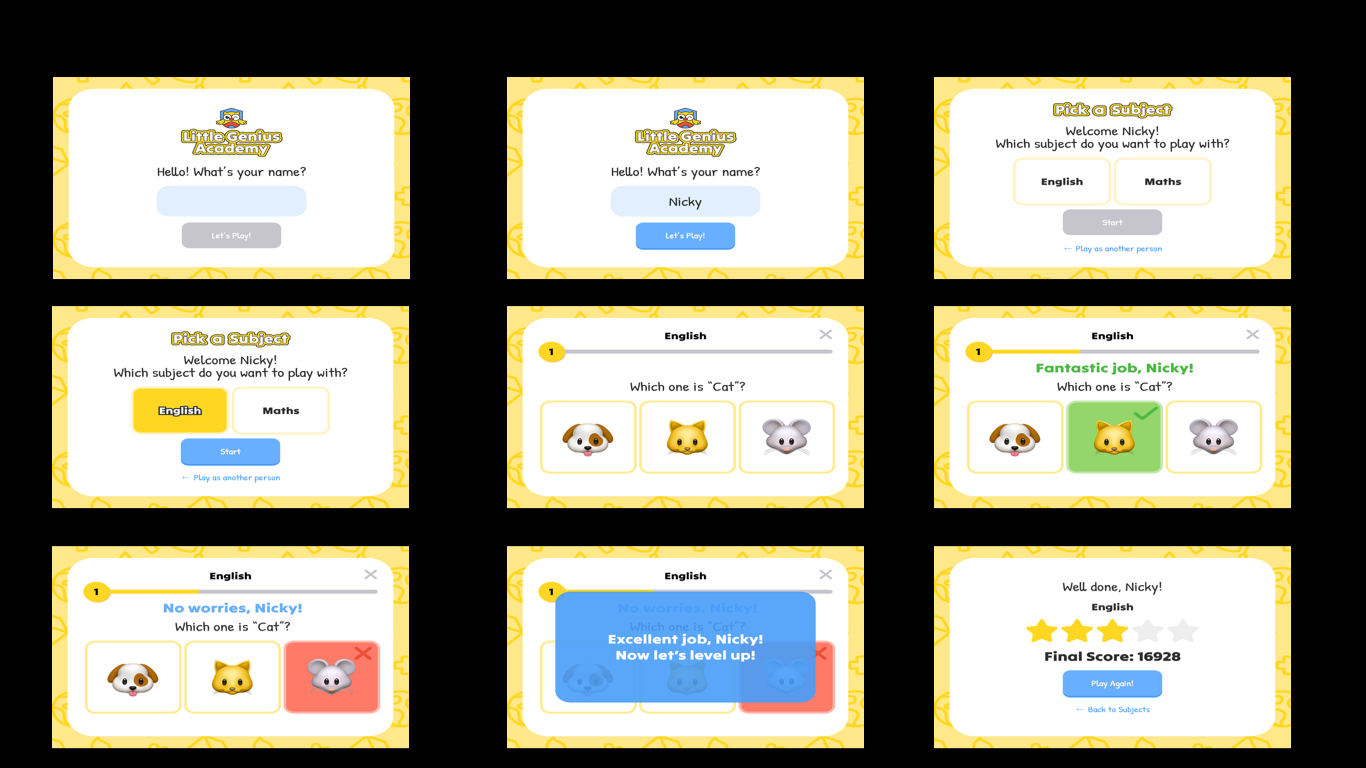 Little Genius
Academy
Hello! What's your name?
Let's Play!
Little Genius
Academy
Hello! What's your name?
Nicky
Let's Play!
Pick a Subject
Welcome Nicky!
Which subject do you want to play with?
English Maths
Start
← Play as another person
Pick a Subject
Welcome Nicky!
Which subject do you want to play with?
English Maths
Start
← Play as another person
English
1
Which one is "Cat"?
English
1
Fantastic job, Nicky!
Which one is "Cat"?
English
1
No worries, Nicky!
Which one is "Cat"?
English
1
No worries, Nicky!
Which one is "Cat"?
Excellent job, Nicky!
Now let's level up!
Well done, Nicky!
English
Final Score: 16928
Play Again!
← Back to Subjects